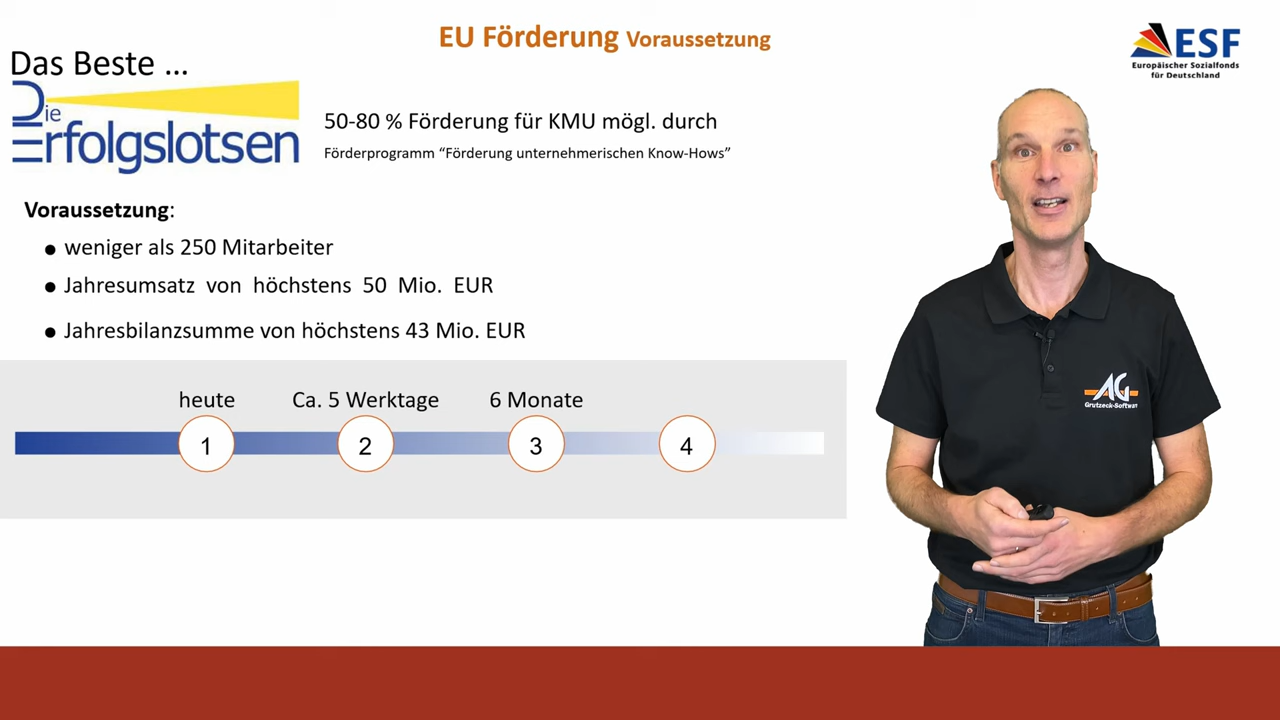 EU Förderung Voraussetzung
ESF
Europäischer Sozialfonds
für Deutschland
Das Beste ...
Die
Erfolgslotsen
50-80 % Förderung für KMU mögl. durch
Förderprogramm “Förderung unternehmerischen Know-Hows”
Voraussetzung:
● weniger als 250 Mitarbeiter
● Jahresumsatz von höchstens 50 Mio. EUR
● Jahresbilanzsumme von höchstens 43 Mio. EUR
heute Ca. 5 Werktage 6 Monate
1 2 3 4
AG
Grutzeck-Software